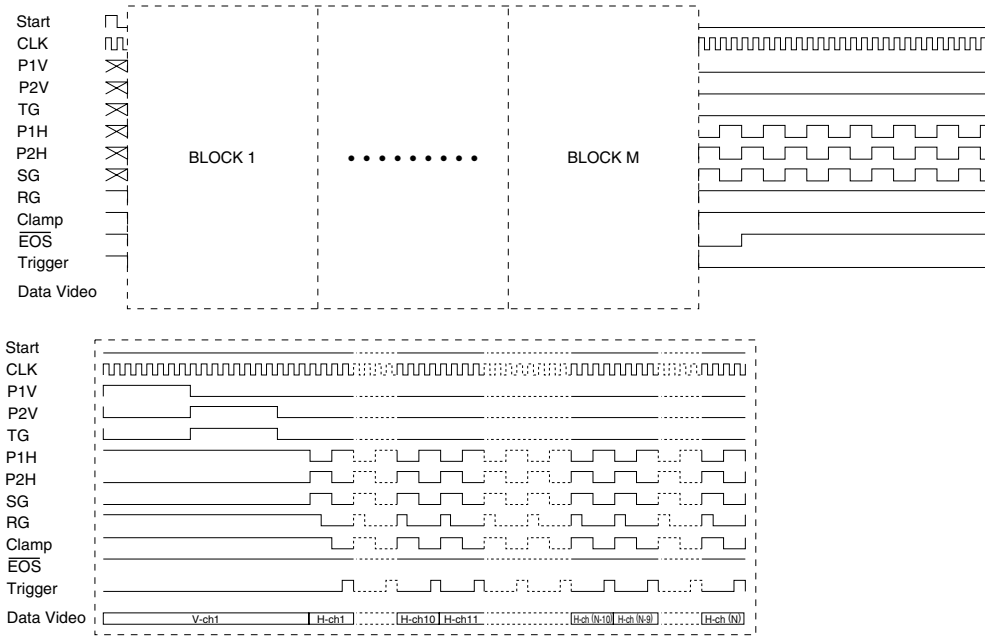 Start
CLK
P1V
P2V
TG
P1H
P2H
SG
RG
Clamp
EOS
Trigger
Data Video
BLOCK 1
BLOCK M
Start
CLK
P1V
P2V
TG
P1H
P2H
SG
RG
Clamp
EOS
Trigger
Data Video
V-ch1 H-ch1 H-ch10 H-ch11 H-ch (N-10) H-ch (N-9) H-ch (N)